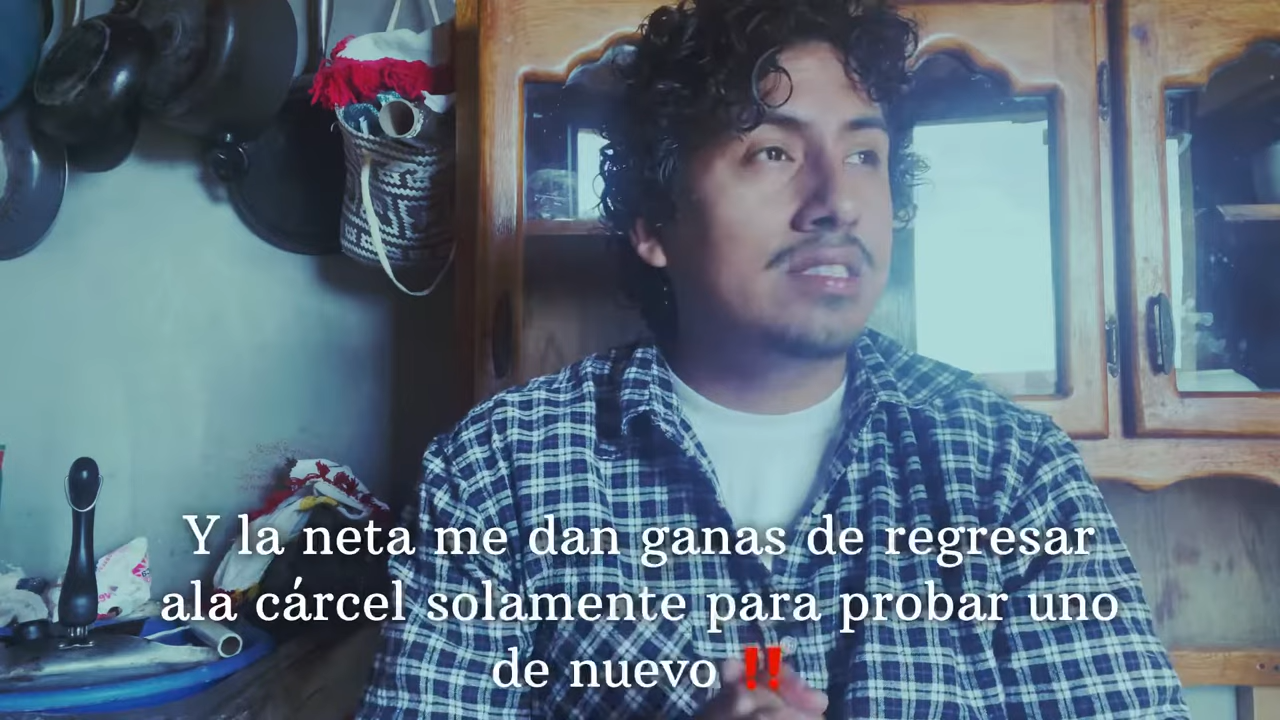 Y la neta me dan ganas de regresar
ala cárcel solamente para probar uno
de nuevo ‼️